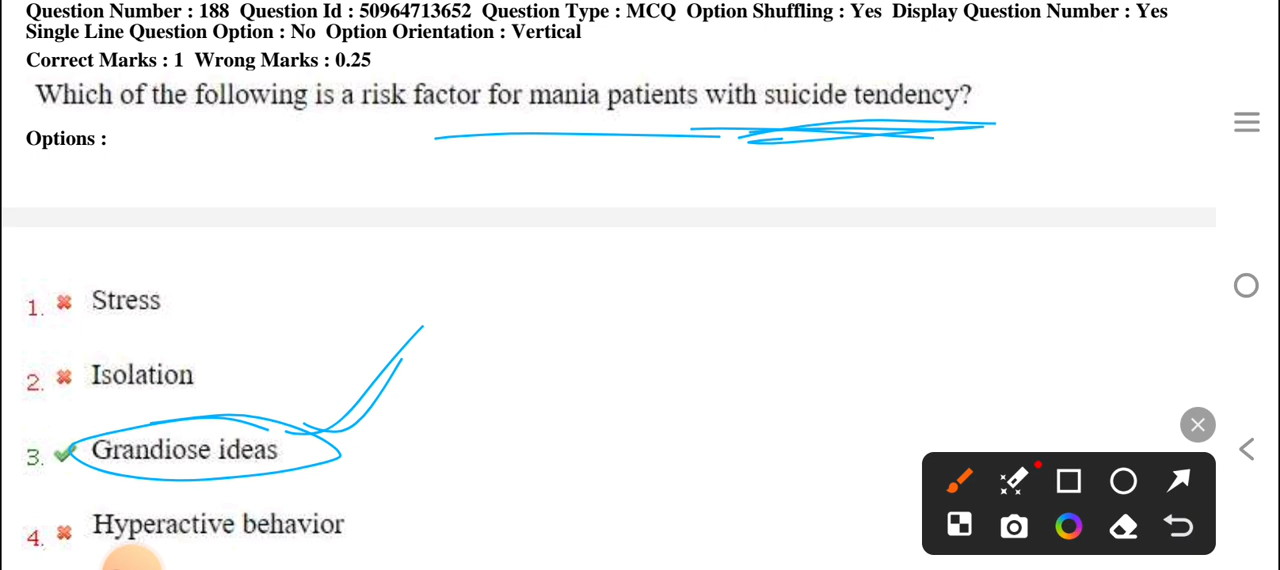 Question Number : 188 Question Id : 50964713652 Question Type : MCQ Option Shuffling : Yes Display Question Number : Yes
Single Line Question Option : No Option Orientation : Vertical
Correct Marks : 1 Wrong Marks : 0.25
Which of the following is a risk factor for mania patients with suicide tendency?
Options :
1. Stress
2. Isolation
3. Grandiose ideas
4. Hyperactive behavior